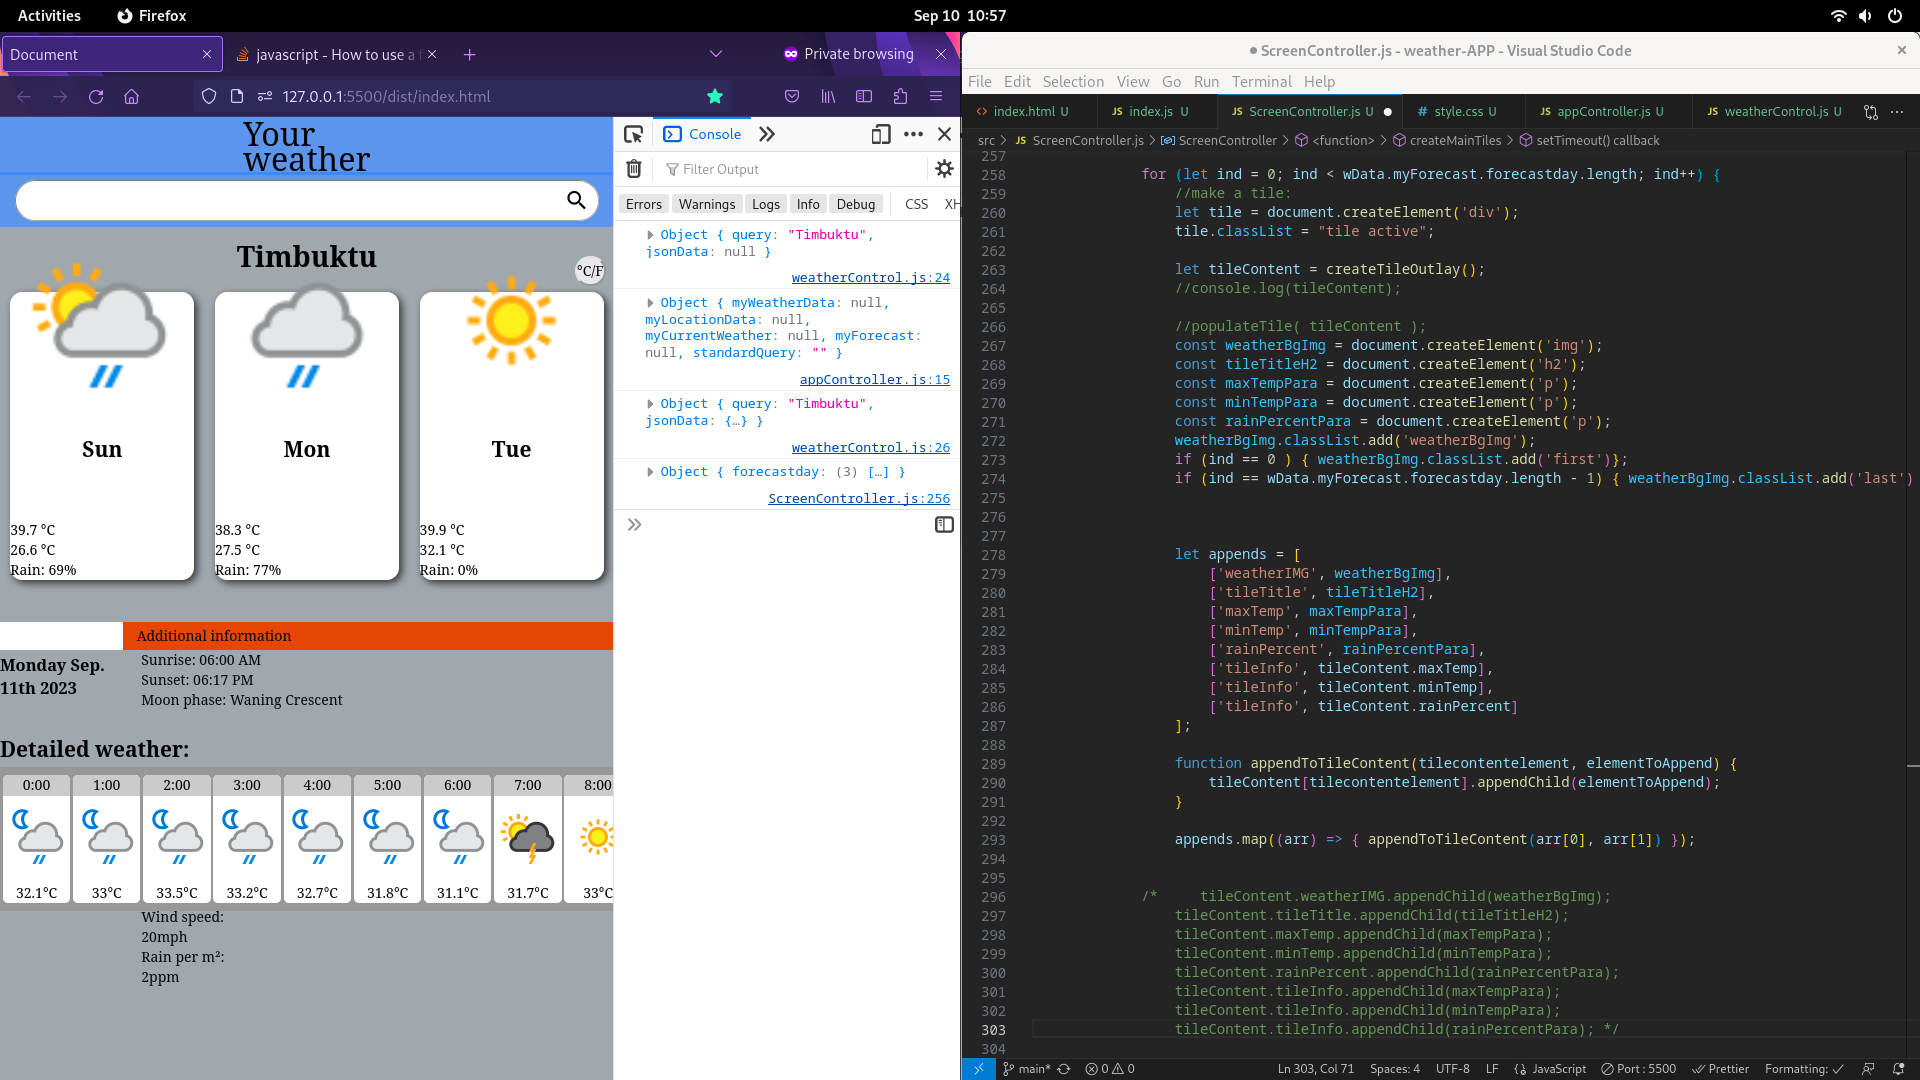 Activities
Firefox
Sep 10 10:57
Document
javascript - How to use a f
Private browsing
127.0.0.1:5500/dist/index.html
Your
weather
Timbuktu
°C/F
Sun
39.7 °C
26.6 °C
Rain: 69%
Mon
38.3 °C
27.5 °C
Rain: 77%
Tue
39.9 °C
32.1 °C
Rain: 0%
Additional information
Monday Sep.
11th 2023
Sunrise: 06:00 AM
Sunset: 06:17 PM
Moon phase: Waning Crescent
Detailed weather:
0:00 1:00 2:00 3:00 4:00 5:00 6:00 7:00 8:00
32.1°C 33°C 33.5°C 33.2°C 32.7°C 31.8°C 31.1°C 31.7°C 33°C
Wind speed:
20mph
Rain per m²:
2ppm
Console
Filter Output
Errors Warnings Logs Info Debug CSS XH
Object { query: "Timbuktu",
jsonData: null }
weatherControl.js:24
Object { myWeatherData: null,
myLocationData: null,
myCurrentWeather: null, myForecast:
null, standardQuery: "" }
appController.js:15
Object { query: "Timbuktu",
jsonData: {…} }
weatherControl.js:26
Object { forecastday: (3) […] }
ScreenController.js:256
● ScreenController.js - weather-APP - Visual Studio Code
File Edit Selection View Go Run Terminal Help
index.html U
JS index.js U
JS ScreenController.js U ●
# style.css U
JS appController.js U
JS weatherControl.js U
src > JS ScreenController.js > ScreenController > <function> > createMainTiles > setTimeout() callback
257
258 for (let ind = 0; ind < wData.myForecast.forecastday.length; ind++) {
259 //make a tile:
260 let tile = document.createElement('div');
261 tile.classList = "tile active";
262
263 let tileContent = createTileOutlay();
264 //console.log(tileContent);
265
266 //populateTile( tileContent );
267 const weatherBgImg = document.createElement('img');
268 const tileTitleH2 = document.createElement('h2');
269 const maxTempPara = document.createElement('p');
270 const minTempPara = document.createElement('p');
271 const rainPercentPara = document.createElement('p');
272 weatherBgImg.classList.add('weatherBgImg');
273 if (ind == 0 ) { weatherBgImg.classList.add('first')};
274 if (ind == wData.myForecast.forecastday.length - 1) { weatherBgImg.classList.add('last')
275
276
277
278 let appends = [
279 ['weatherIMG', weatherBgImg],
280 ['tileTitle', tileTitleH2],
281 ['maxTemp', maxTempPara],
282 ['minTemp', minTempPara],
283 ['rainPercent', rainPercentPara],
284 ['tileInfo', tileContent.maxTemp],
285 ['tileInfo', tileContent.minTemp],
286 ['tileInfo', tileContent.rainPercent]
287 ];
288
289 function appendToTileContent(tilecontentelement, elementToAppend) {
290 tileContent[tilecontentelement].appendChild(elementToAppend);
291 }
292
293 appends.map((arr) => { appendToTileContent(arr[0], arr[1]) });
294
295
296 /* tileContent.weatherIMG.appendChild(weatherBgImg);
297 tileContent.tileTitle.appendChild(tileTitleH2);
298 tileContent.maxTemp.appendChild(maxTempPara);
299 tileContent.minTemp.appendChild(minTempPara);
300 tileContent.rainPercent.appendChild(rainPercentPara);
301 tileContent.tileInfo.appendChild(maxTempPara);
302 tileContent.tileInfo.appendChild(minTempPara);
303 tileContent.tileInfo.appendChild(rainPercentPara); */
304
main* 0 0 Ln 303, Col 71 Spaces: 4 UTF-8 LF JavaScript Port : 5500 Prettier Formatting: ✓